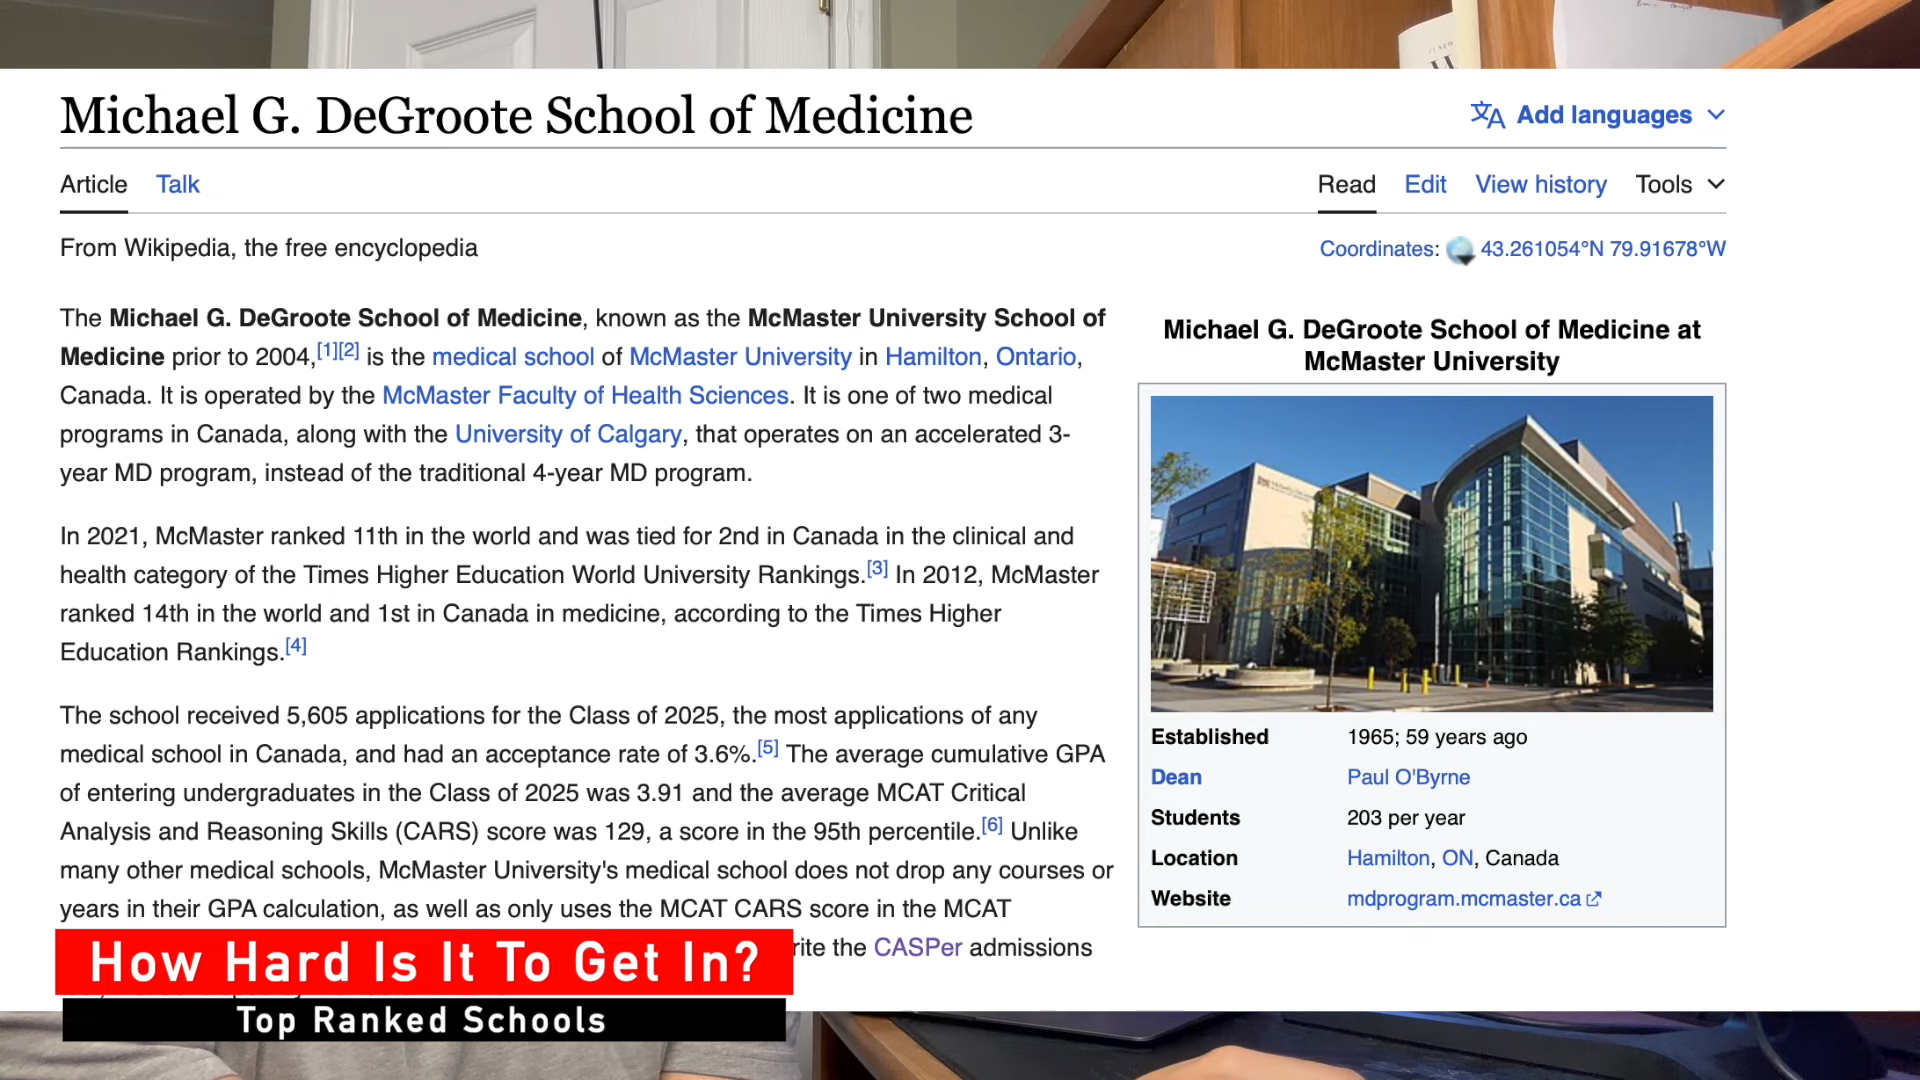 Michael G. DeGroote School of Medicine
Add languages
Article Talk
Read Edit View history Tools
From Wikipedia, the free encyclopedia
Coordinates: 43.261054°N 79.91678°W
The Michael G. DeGroote School of Medicine, known as the McMaster University School of
Medicine prior to 2004,[1][2] is the medical school of McMaster University in Hamilton, Ontario,
Canada. It is operated by the McMaster Faculty of Health Sciences. It is one of two medical
programs in Canada, along with the University of Calgary, that operates on an accelerated 3-
year MD program, instead of the traditional 4-year MD program.
In 2021, McMaster ranked 11th in the world and was tied for 2nd in Canada in the clinical and
health category of the Times Higher Education World University Rankings.[3] In 2012, McMaster
ranked 14th in the world and 1st in Canada in medicine, according to the Times Higher
Education Rankings.[4]
The school received 5,605 applications for the Class of 2025, the most applications of any
medical school in Canada, and had an acceptance rate of 3.6%.[5] The average cumulative GPA
of entering undergraduates in the Class of 2025 was 3.91 and the average MCAT Critical
Analysis and Reasoning Skills (CARS) score was 129, a score in the 95th percentile.[6] Unlike
many other medical schools, McMaster University's medical school does not drop any courses or
years in their GPA calculation, as well as only uses the MCAT CARS score in the MCAT
rite the CASPer admissions
Michael G. DeGroote School of Medicine at
McMaster University
Established 1965; 59 years ago
Dean Paul O'Byrne
Students 203 per year
Location Hamilton, ON, Canada
Website mdprogram.mcmaster.ca
How Hard Is It To Get In?
Top Ranked Schools